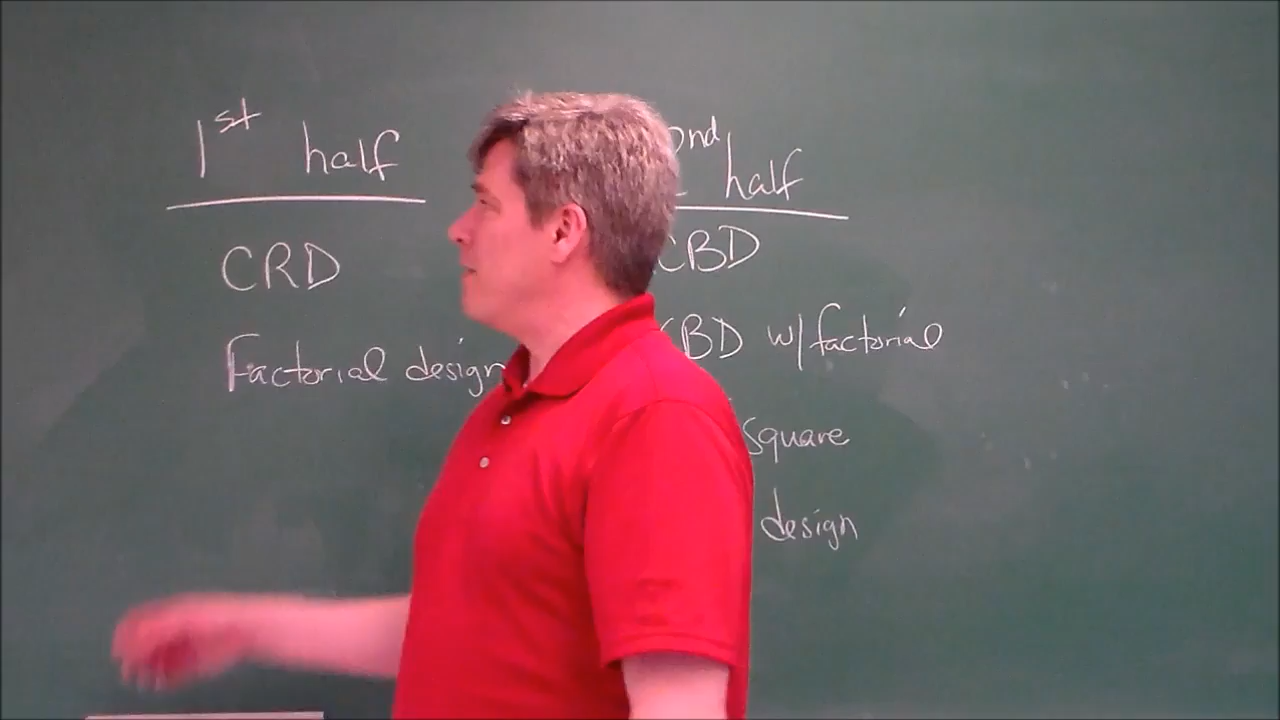 1st half
CRD
Factorial design
2nd half
CBD
CBD w/factorial
square
design